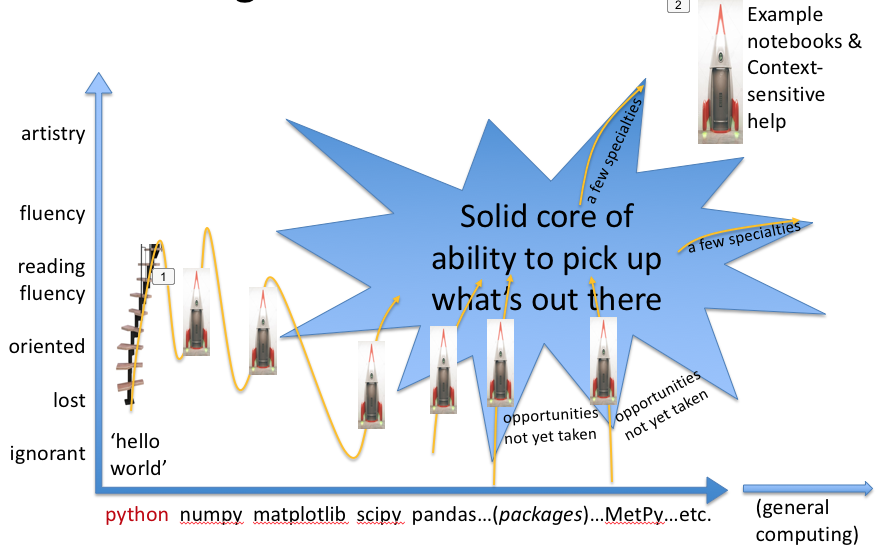 2
Example
notebooks &
Context-
sensitive
help
artistry
fluency
reading
fluency
oriented
lost
ignorant
1
a few specialties
a few specialties
Solid core of
ability to pick up
what's out there
opportunities
not yet taken
opportunities
not yet taken
‘hello
world’
python numpy matplotlib scipy pandas...(packages)...MetPy...etc.
(general
computing)